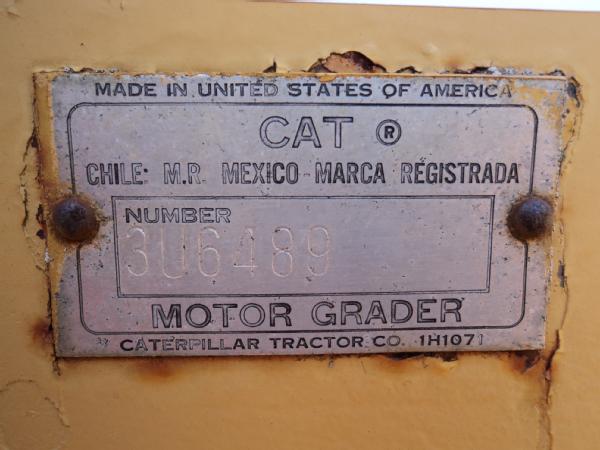 MADE IN UNITED STATES OF AMERICA
CAT ®
CHILE: M.R. MEXICO MARCA REGISTRADA
NUMBER
3U6489
MOTOR GRADER
CATERPILLAR TRACTOR CO. 1H1071